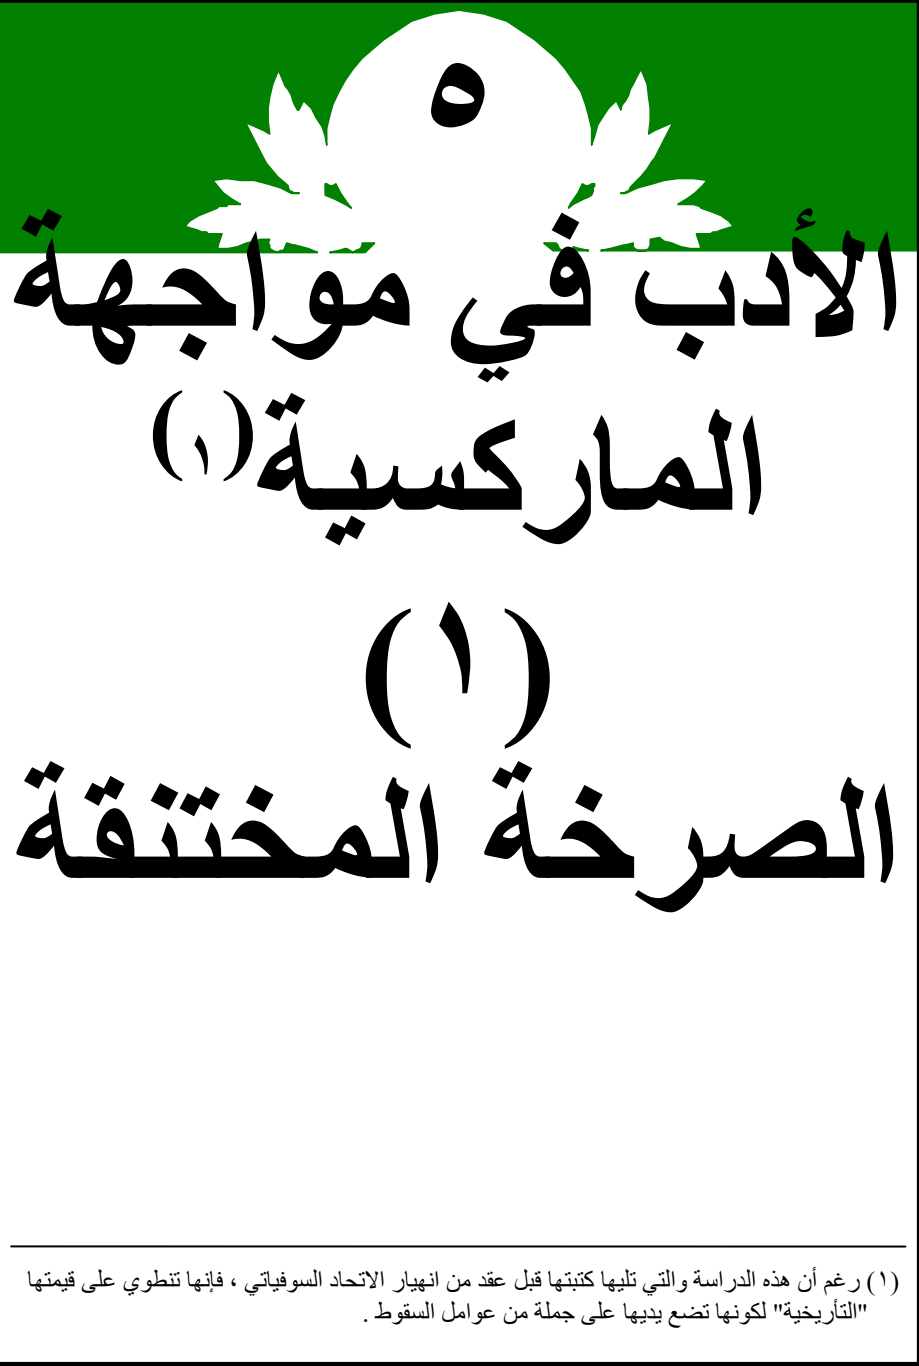 ٥
الأدب في مواجهة
الماركسية(١)
(١)
الصرخة المختنقة
(١) رغم أن هذه الدراسة والتي تليها كتبتها قبل عقد من انهيار الاتحاد السوفياتي ، فإنها تنطوي على قيمتها
"التأريخية" لكونها تضع يديها على جملة من عوامل السقوط .